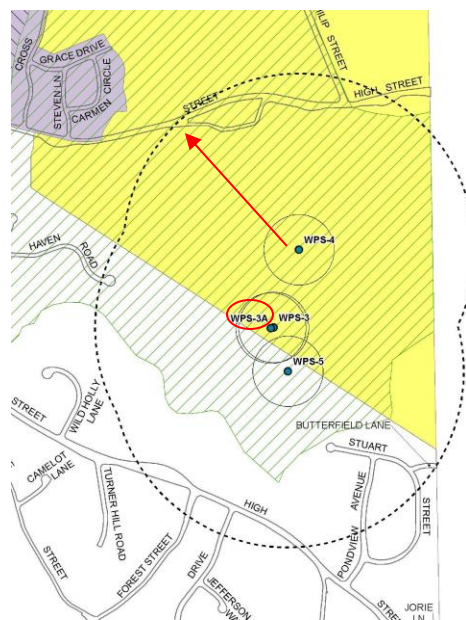 CROSS
GRACE DRIVE
STEVEN LN
CIRCLE
CARMEN
STREET
STREET
HIGH STREET
WPS-4
HAVEN
ROAD
WPS-3A
WPS-3
WPS-5
BUTTERFIELD LANE
STREET
WILD HOLLY
LANE
CAMELOT
LANE
TURNER HILL ROAD
STUART
AVENUE
PONDVIEW
STREET
HIGH
STREET
FOREST STREET
DRIVE
JEFFERSON
STREET
JORIE
LN